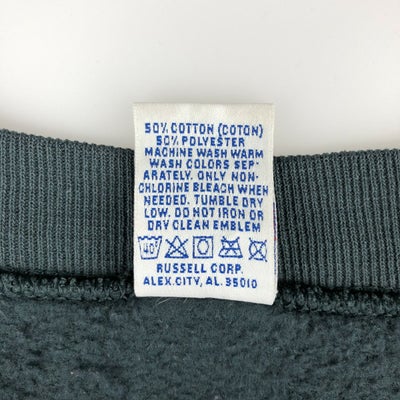 50% COTTON (COTON)
50% POLYESTER
MACHINE WASH WARM
WASH COLORS SEP-
ARATELY. ONLY NON-
CHLORINE BLEACH WHEN
NEEDED. TUMBLE DRY
LOW. DO NOT IRON OR
DRY CLEAN EMBLEM
40
RUSSELL CORP.
ALEX.CITY, AL. 35010